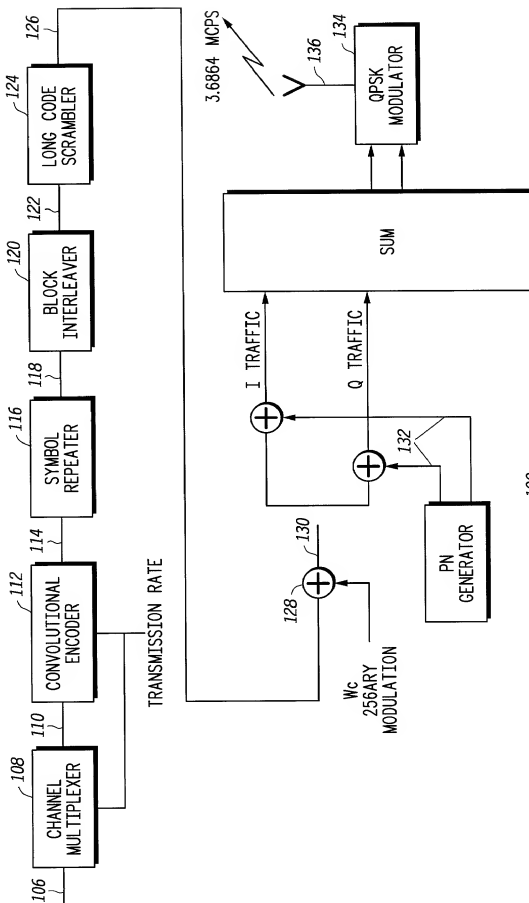 106
108
CHANNEL
MULTIPLEXER
110
112
CONVOLUTIONAL
ENCODER
114
116
SYMBOL
REPEATER
118
120
BLOCK
INTERLEAVER
122
124
LONG CODE
SCRAMBLER
126
TRANSMISSION RATE
128
130
Wc
256ARY
MODULATION
I TRAFFIC
Q TRAFFIC
132
PN
GENERATOR
SUM
3.6864 MCPS
136
134
QPSK
MODULATOR